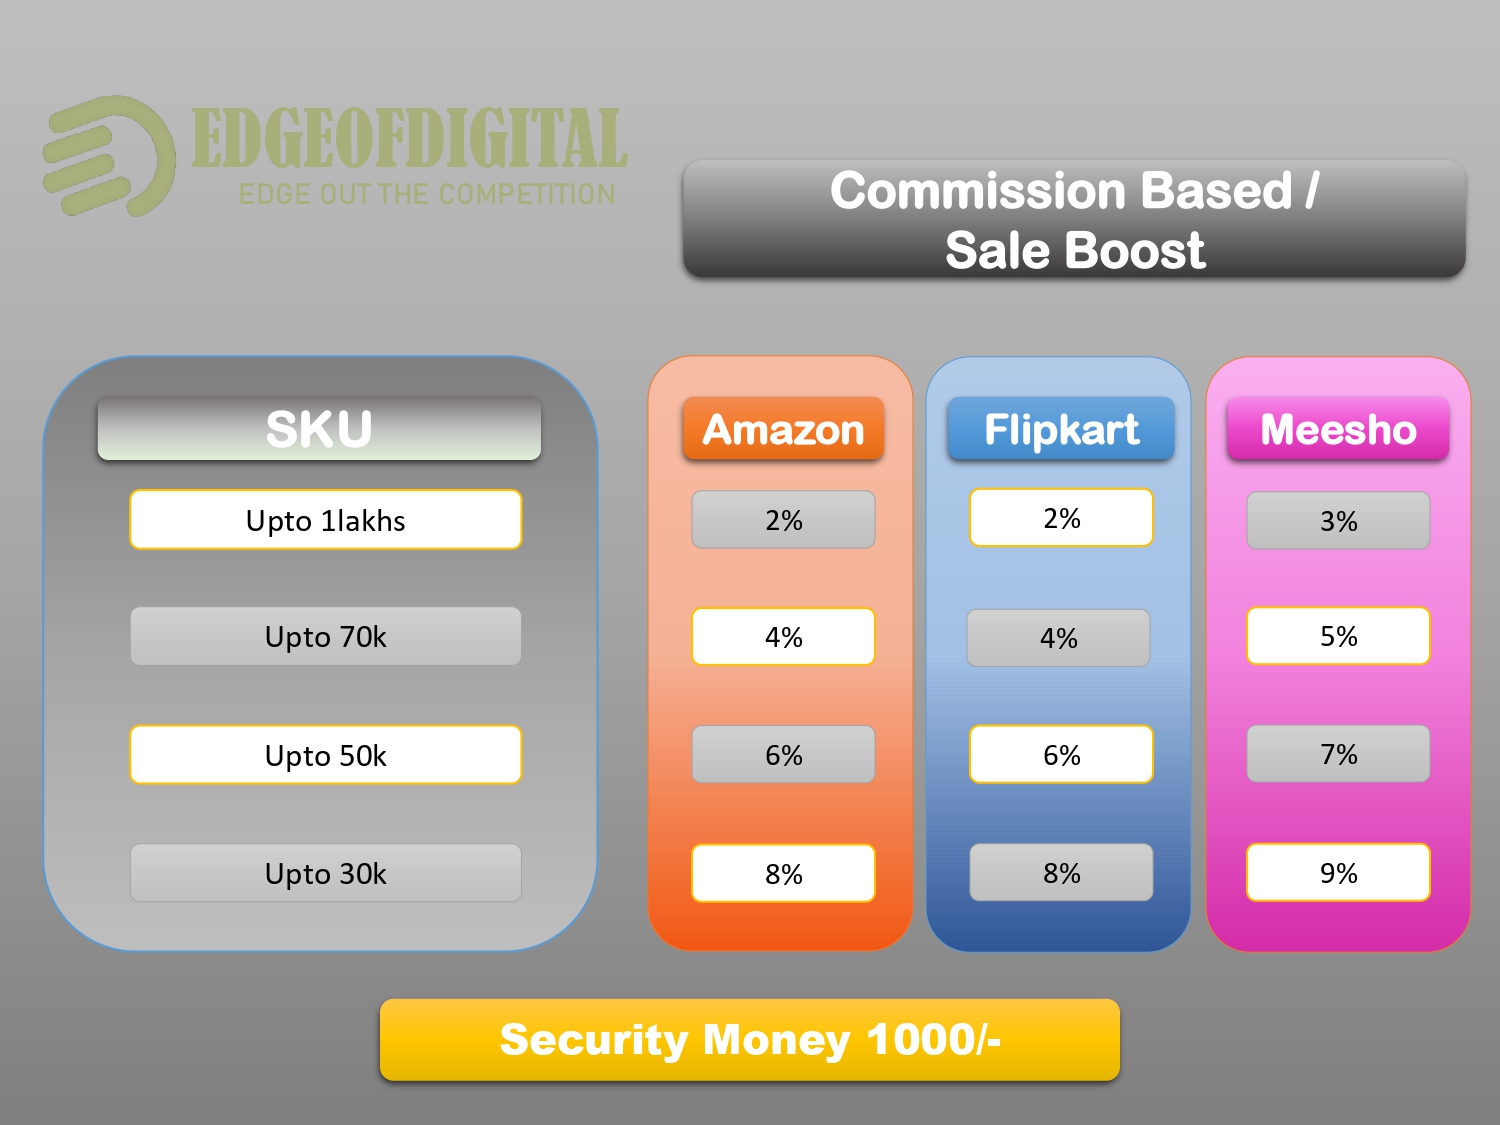 EDGEOFDIGITAL
EDGE OUT THE COMPETITION
Commission Based /
Sale Boost
SKU Amazon Flipkart Meesho
Upto 1lakhs 2% 2% 3%
Upto 70k 4% 4% 5%
Upto 50k 6% 6% 7%
Upto 30k 8% 8% 9%
Security Money 1000/-